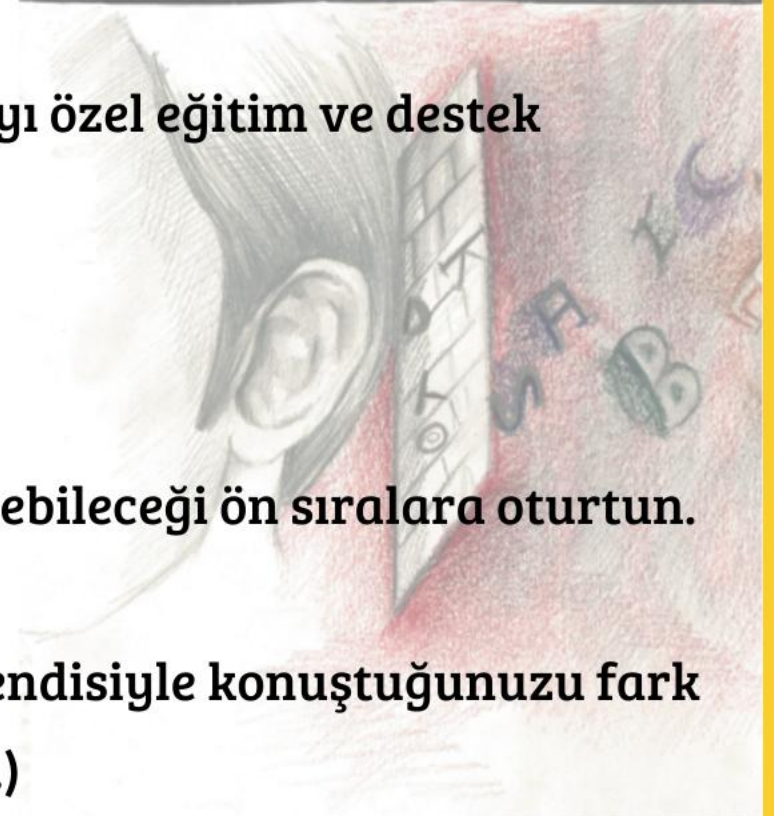 yı özel eğitim ve destek
ebileceği ön sıralara oturtun.
endisiyle konuştuğunuzu fark
.)